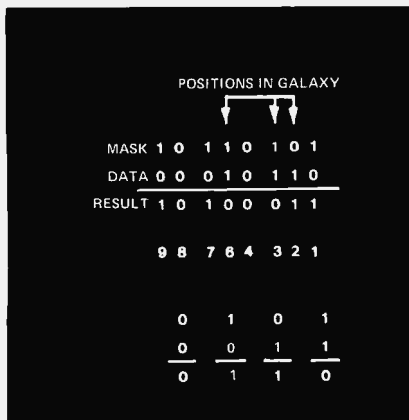 POSITIONS IN GALAXY
MASK 1 0 1 1 0 1 0 1
DATA 0 0 0 1 0 1 1 0
RESULT 1 0 1 0 0 0 1 1
9 8 7 6 4 3 2 1
0 1 0 1
0 0 1 1
0 1 1 0